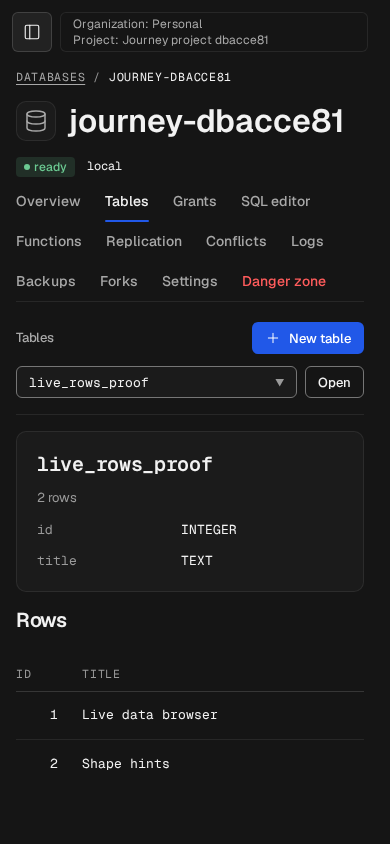 Organization: Personal
Project: Journey project dbacce81
DATABASES / JOURNEY-DBACCE81
journey-dbacce81
ready local
Overview Tables Grants SQL editor
Functions Replication Conflicts Logs
Backups Forks Settings Danger zone
Tables + New table
live_rows_proof Open
live_rows_proof
2 rows
id INTEGER
title TEXT
Rows
ID TITLE
1 Live data browser
2 Shape hints